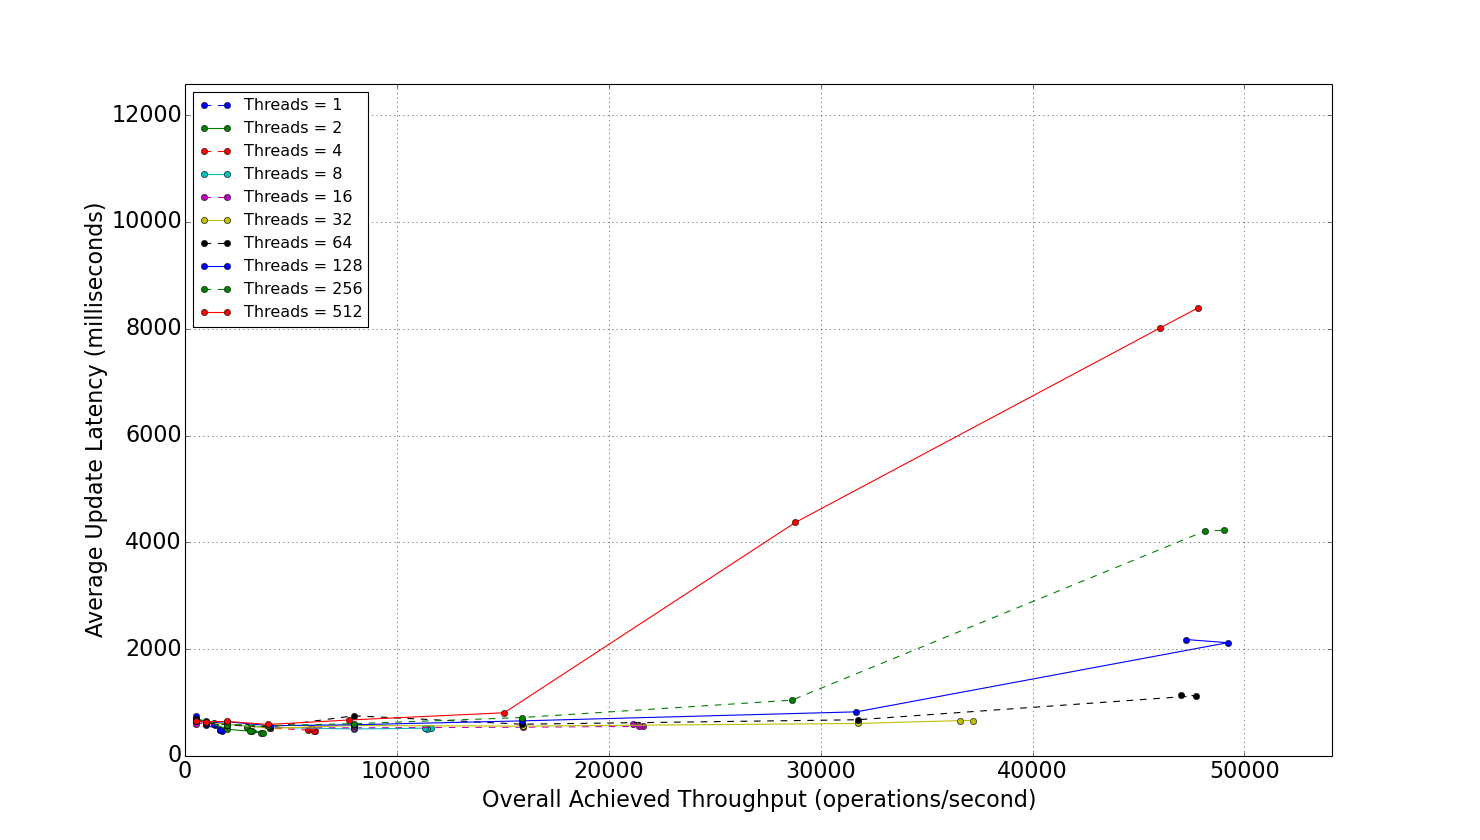 12000
10000
8000
6000
4000
2000
0
Average Update Latency (milliseconds)
Threads = 1
Threads = 2
Threads = 4
Threads = 8
Threads = 16
Threads = 32
Threads = 64
Threads = 128
Threads = 256
Threads = 512
0 10000 20000 30000 40000 50000
Overall Achieved Throughput (operations/second)